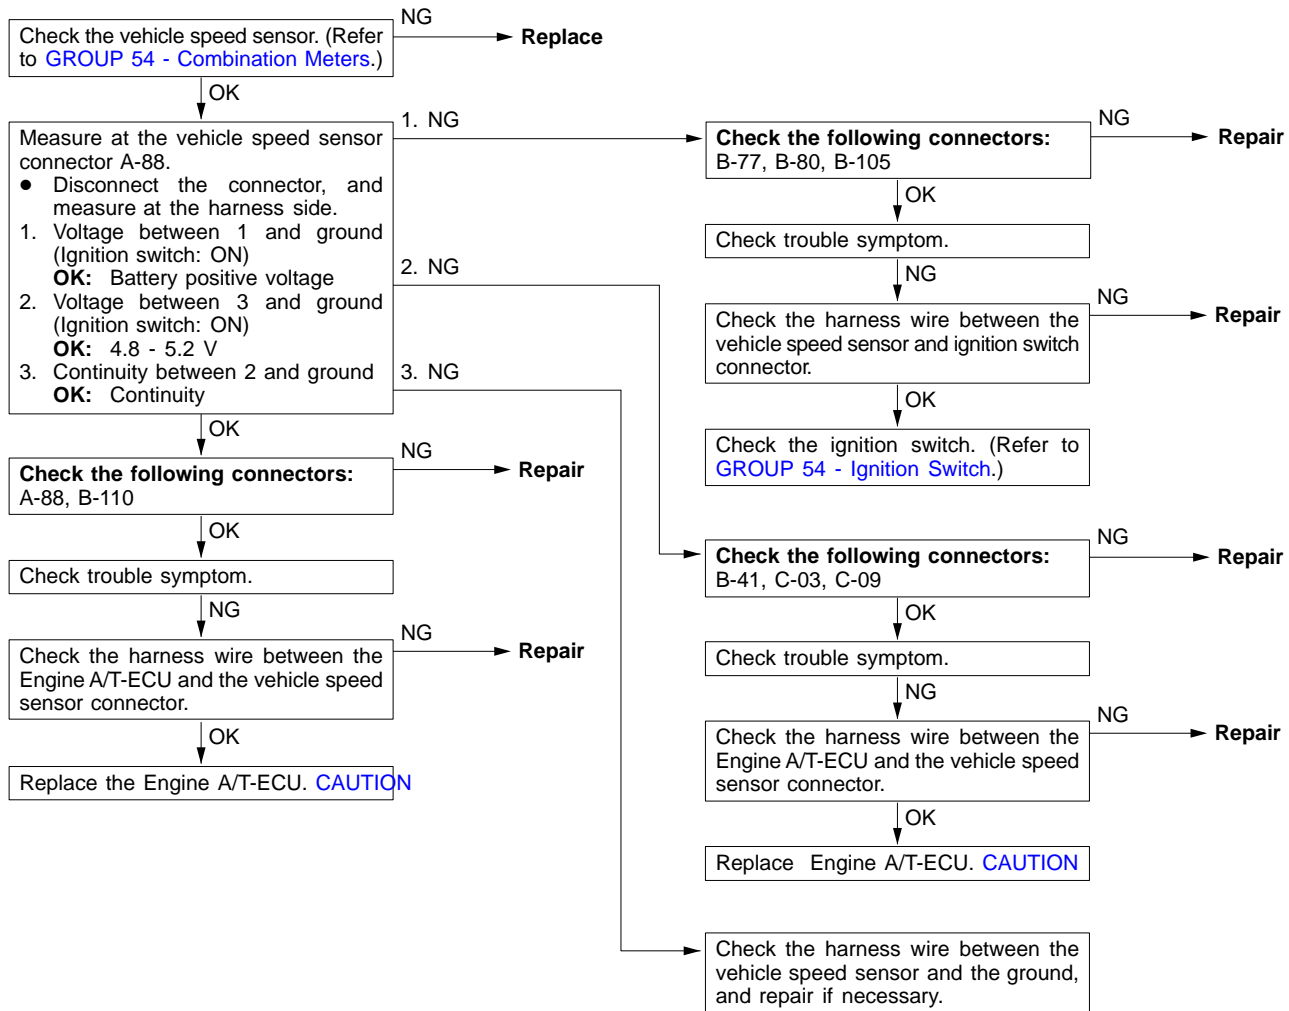 Check the vehicle speed sensor. (Refer
to GROUP 54 - Combination Meters.)
NG
Replace
OK
Measure at the vehicle speed sensor
connector A-88.
● Disconnect the connector, and
measure at the harness side.
1. Voltage between 1 and ground
(Ignition switch: ON)
OK: Battery positive voltage
2. Voltage between 3 and ground
(Ignition switch: ON)
OK: 4.8 - 5.2 V
3. Continuity between 2 and ground
OK: Continuity
OK
Check the following connectors:
A-88, B-110
NG
Repair
OK
Check trouble symptom.
NG
Check the harness wire between the
Engine A/T-ECU and the vehicle speed
sensor connector.
NG
Repair
OK
Replace the Engine A/T-ECU. CAUTION
1. NG
Check the following connectors:
B-77, B-80, B-105
NG
Repair
OK
Check trouble symptom.
NG
Check the harness wire between the
vehicle speed sensor and ignition switch
connector.
NG
Repair
OK
Check the ignition switch. (Refer to
GROUP 54 - Ignition Switch.)
2. NG
Check the following connectors:
B-41, C-03, C-09
NG
Repair
OK
Check trouble symptom.
NG
Check the harness wire between the
Engine A/T-ECU and the vehicle speed
sensor connector.
NG
Repair
OK
Replace Engine A/T-ECU. CAUTION
3. NG
Check the harness wire between the
vehicle speed sensor and the ground,
and repair if necessary.